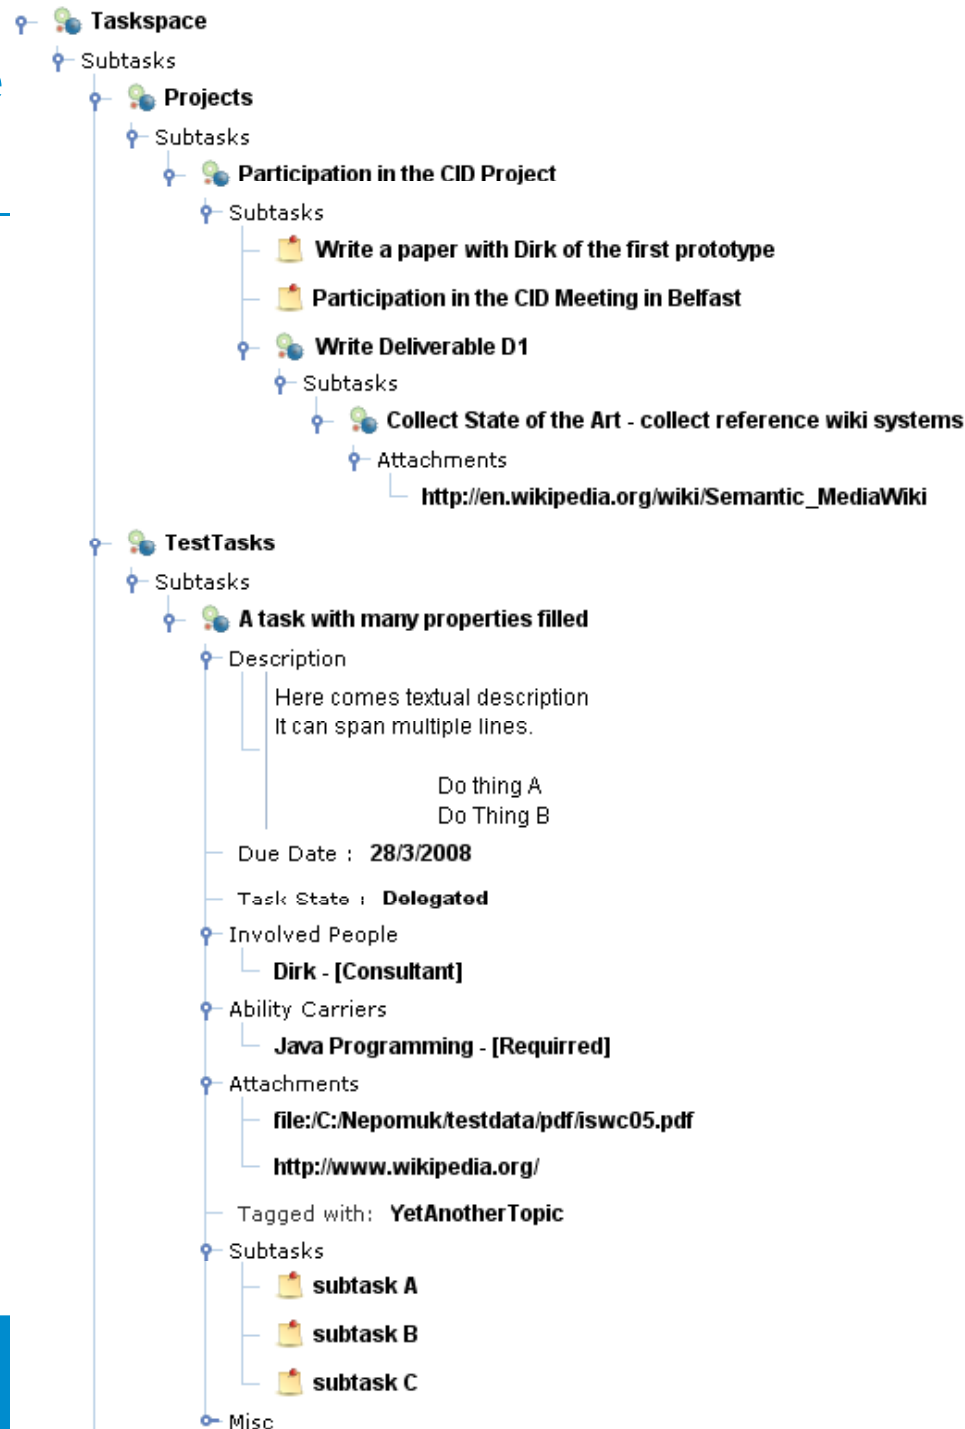 Taskspace
Subtasks
Projects
Subtasks
Participation in the CID Project
Subtasks
Write a paper with Dirk of the first prototype
Participation in the CID Meeting in Belfast
Write Deliverable D1
Subtasks
Collect State of the Art - collect reference wiki systems
Attachments
http://en.wikipedia.org/wiki/Semantic_MediaWiki
TestTasks
Subtasks
A task with many properties filled
Description
Here comes textual description
It can span multiple lines.
Do thing A
Do Thing B
Due Date : 28/3/2008
Task State : Delegated
Involved People
Dirk - [Consultant]
Ability Carriers
Java Programming - [Requirred]
Attachments
file:/C:/Nepomuk/testdata/pdf/iswc05.pdf
http://www.wikipedia.org/
Tagged with: YetAnotherTopic
Subtasks
subtask A
subtask B
subtask C
Misc